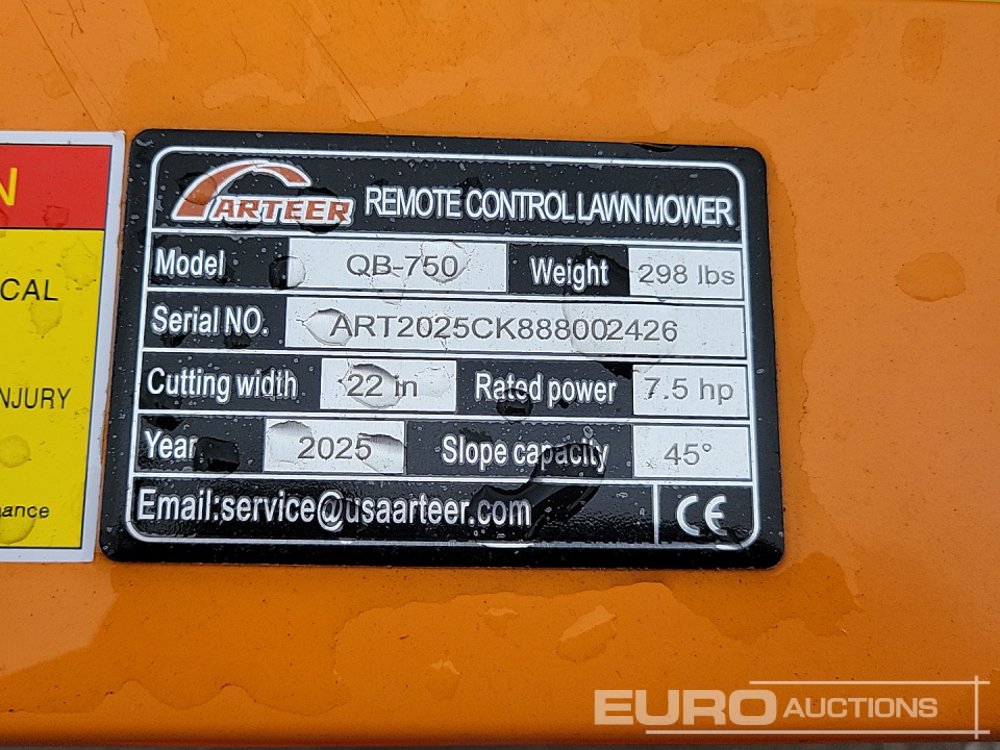 N
CAL
NJURY
ance
ARTEER REMOTE CONTROL LAWN MOWER
Model QB-750 Weight 298 lbs
Serial NO. ART2025CK888002426
Cutting width 22 in Rated power 7.5 hp
Year 2025 Slope capacity 45°
Email:service@usaarteer.com CE
EURO AUCTIONS